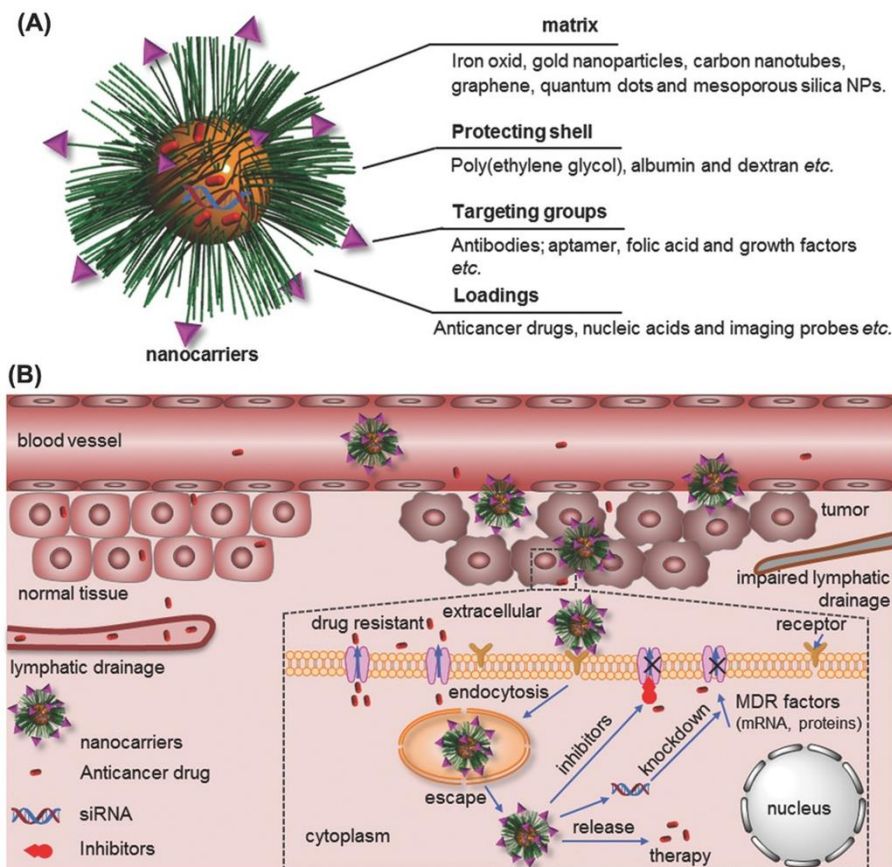 (A)
matrix
Iron oxid, gold nanoparticles, carbon nanotubes,
graphene, quantum dots and mesoporous silica NPs.
Protecting shell
Poly(ethylene glycol), albumin and dextran etc.
Targeting groups
Antibodies; aptamer, folic acid and growth factors
etc.
Loadings
Anticancer drugs, nucleic acids and imaging probes etc.
nanocarriers
(B)
blood vessel
tumor
normal tissue
impaired lymphatic
drainage
lymphatic drainage
drug resistant
extracellular
receptor
endocytosis
MDR factors
(mRNA, proteins)
inhibitors
knockdown
escape
release
therapy
cytoplasm
nucleus
nanocarriers
Anticancer drug
siRNA
Inhibitors